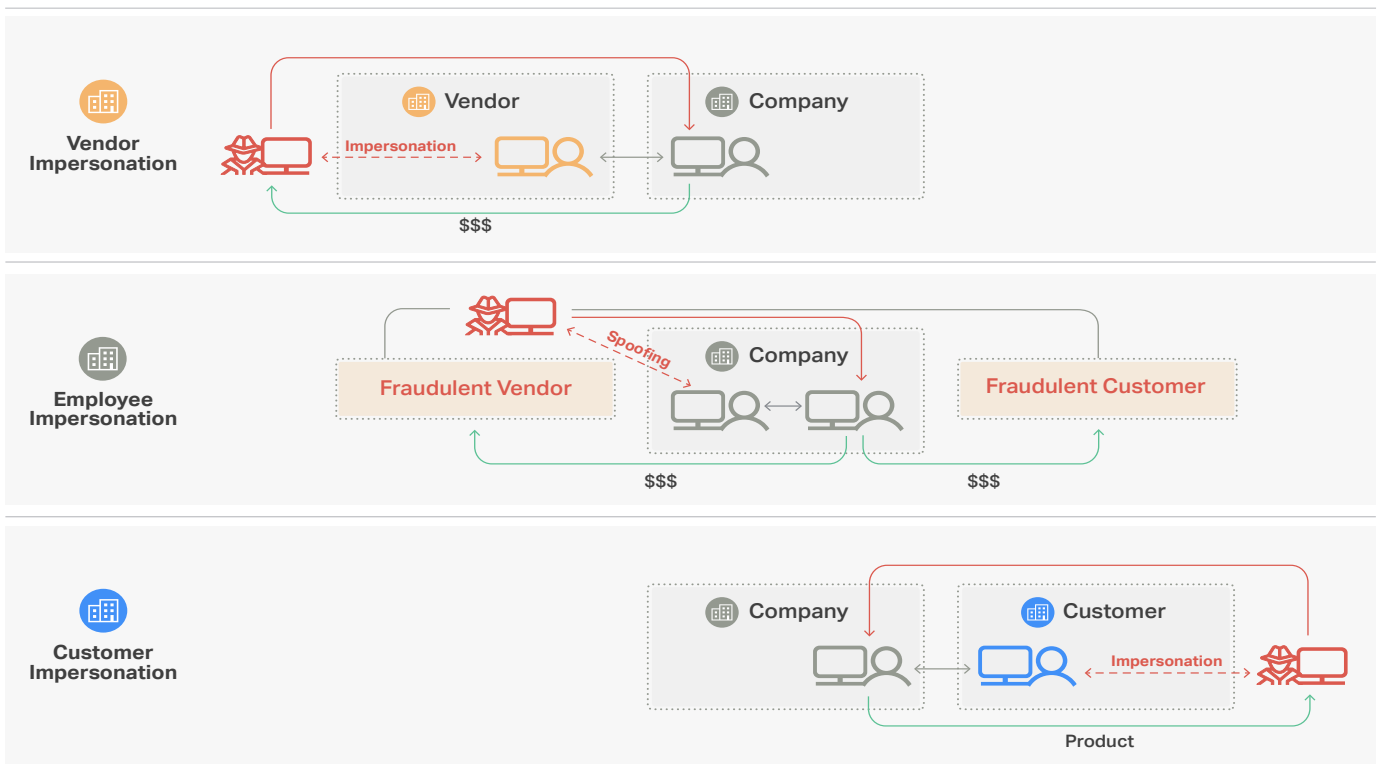 Vendor
Impersonation
Vendor
Company
Impersonation
$$$
Employee
Impersonation
Spoofing
Company
Fraudulent Vendor
Fraudulent Customer
$$$
$$$
Customer
Impersonation
Company
Customer
Impersonation
Product